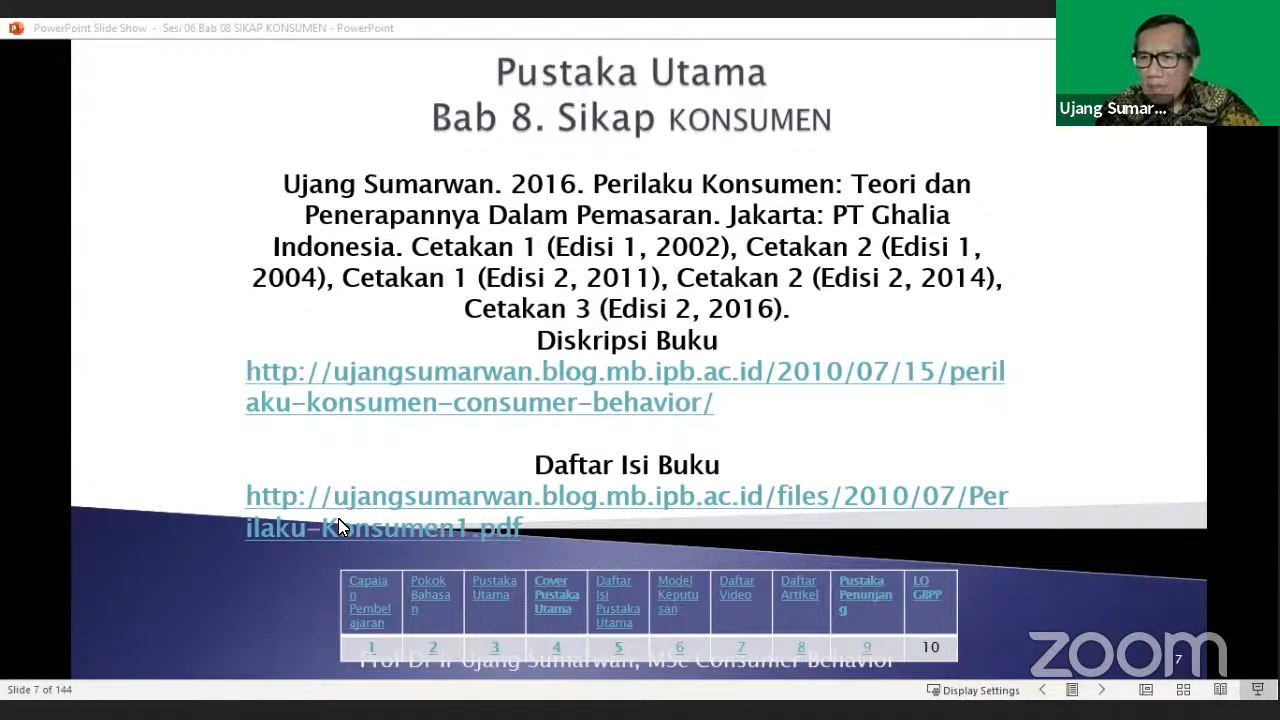 PowerPoint Slide Show - Sesi 06 Bab 08 SIKAP KONSUMEN - PowerPoint
Ujang Sumar...
Pustaka Utama
Bab 8. Sikap KONSUMEN
Ujang Sumarwan. 2016. Perilaku Konsumen: Teori dan
Penerapannya Dalam Pemasaran. Jakarta: PT Ghalia
Indonesia. Cetakan 1 (Edisi 1, 2002), Cetakan 2 (Edisi 1,
2004), Cetakan 1 (Edisi 2, 2011), Cetakan 2 (Edisi 2, 2014),
Cetakan 3 (Edisi 2, 2016).
Diskripsi Buku
http://ujangsumarwan.blog.mb.ipb.ac.id/2010/07/15/peril
aku-konsumen-consumer-behavior/
Daftar Isi Buku
http://ujangsumarwan.blog.mb.ipb.ac.id/files/2010/07/Per
ilaku-Konsumen1.pdf
Capaia
n
Pembel
ajaran
Pokok
Bahasa
n
Pustaka
Utama
Cover
Pustaka
Utama
Daftar
Isi
Pustaka
Utama
Model
Keputu
san
Daftar
Video
Daftar
Artikel
Pustaka
Penunjan
g
LO
GBPP
1 2 3 4 5 6 7 8 9 10
Prof Dr Ir Ujang Sumarwan, MSc Consumer Behavior
zoom
7
Slide 7 of 144
Display Settings